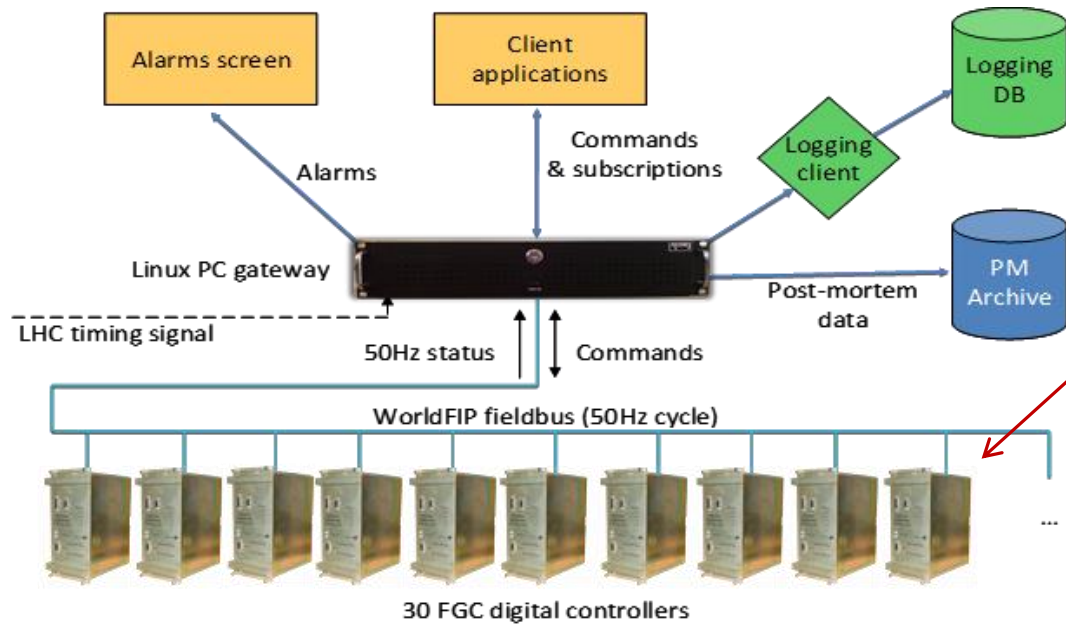 Alarms screen
Client
applications
Logging
DB
Commands
& subscriptions
Logging
client
Alarms
Linux PC gateway
PM
Archive
Post-mortem
data
LHC timing signal
50Hz status
Commands
WorldFIP fieldbus (50Hz cycle)
...
30 FGC digital controllers